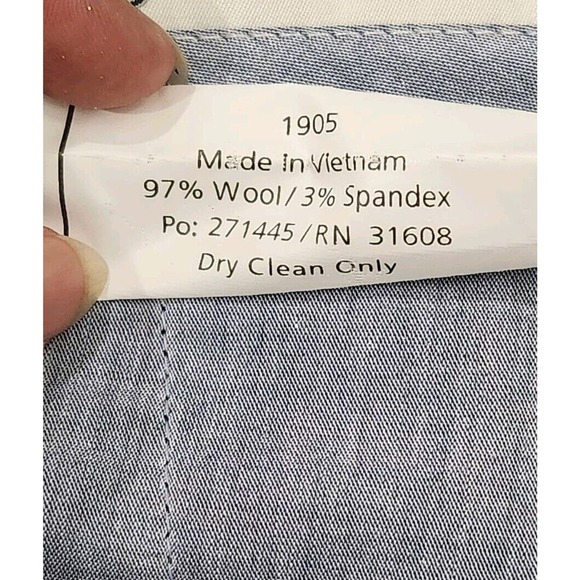 1905
Made In Vietnam
97% Wool/3% Spandex
Po: 271445/RN 31608
Dry Clean Only